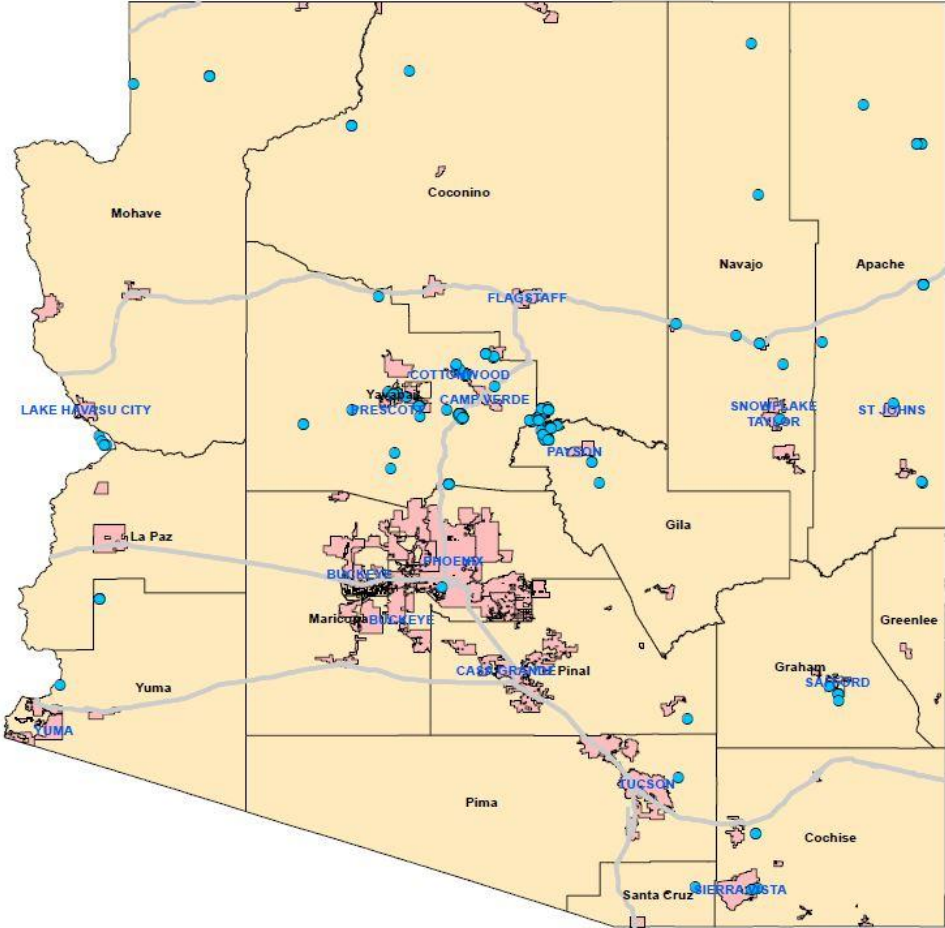 Coconino
Mohave
Navajo
Apache
FLAGSTAFF
COTTONWOOD
Yavapai
CAMP VERDE
LAKE HAVASU CITY
PRESCOTT
SNOWFLAKE
ST JOHNS
TAYLOR
PAYSON
Gila
La Paz
PHOENIX
BUCKEYE
Maricopa
BUCKEYE
Greenlee
CASA GRANDE
Pinal
Graham
SAFFORD
Yuma
YUMA
TUCSON
Pima
Cochise
Santa Cruz
SIERRA VISTA